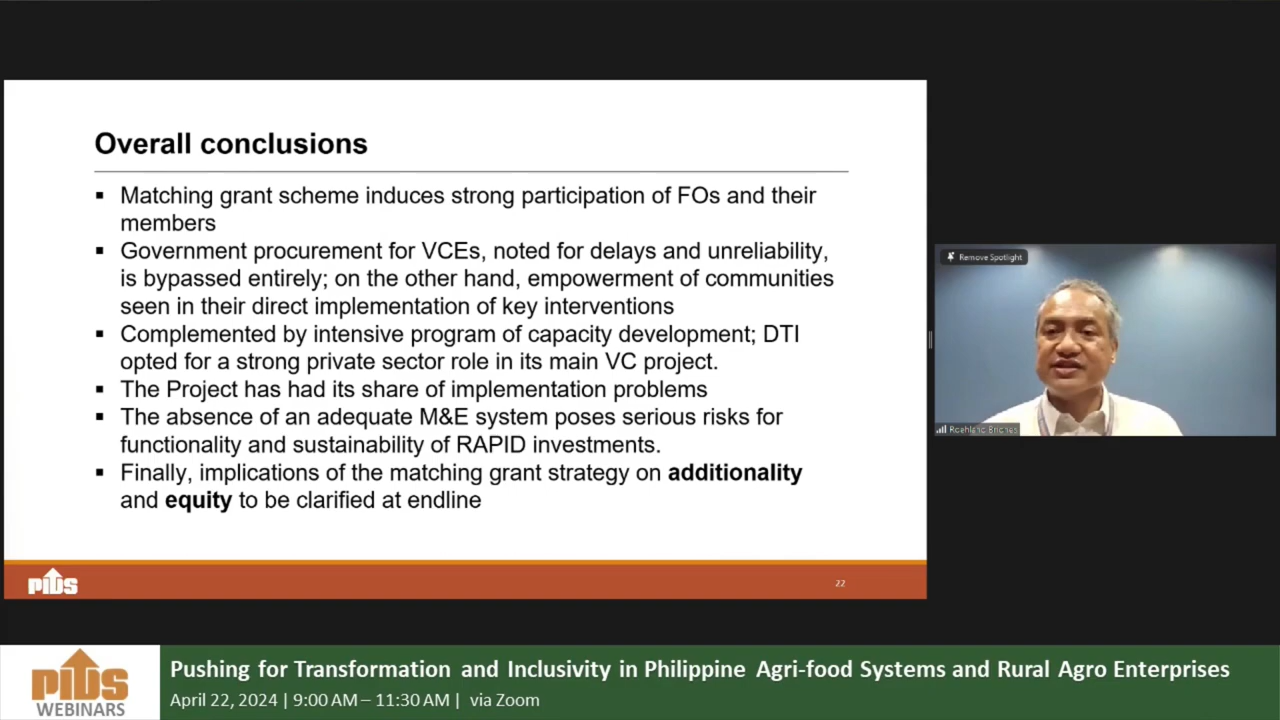 Overall conclusions
▪ Matching grant scheme induces strong participation of FOs and their
members
▪ Government procurement for VCEs, noted for delays and unreliability,
is bypassed entirely; on the other hand, empowerment of communities
seen in their direct implementation of key interventions
▪ Complemented by intensive program of capacity development; DTI
opted for a strong private sector role in its main VC project.
▪ The Project has had its share of implementation problems
▪ The absence of an adequate M&E system poses serious risks for
functionality and sustainability of RAPID investments.
▪ Finally, implications of the matching grant strategy on additionality
and equity to be clarified at endline
pids
22
Remove Spotlight
Roehlano Briones
pids
WEBINARS
Pushing for Transformation and Inclusivity in Philippine Agri-food Systems and Rural Agro Enterprises
April 22, 2024 | 9:00 AM – 11:30 AM | via Zoom